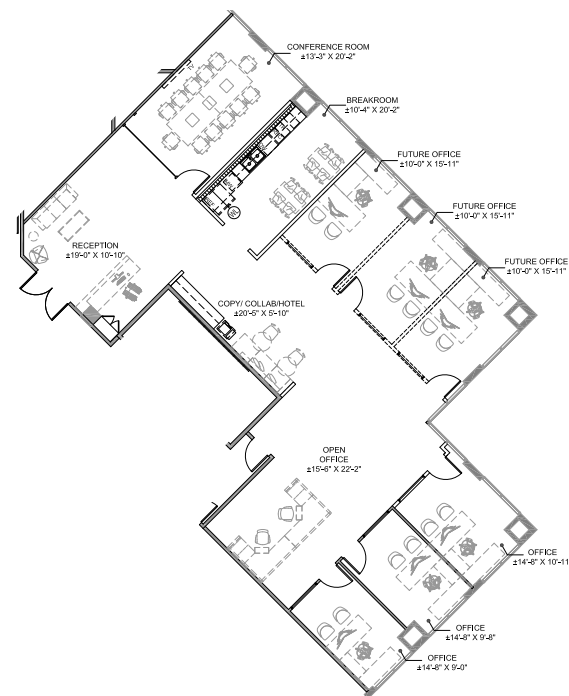 CONFERENCE ROOM
±13'-3" X 20'-2"
BREAKROOM
±10'-4" X 20'-2"
FUTURE OFFICE
±10'-0" X 15'-11"
FUTURE OFFICE
±10'-0" X 15'-11"
FUTURE OFFICE
±10'-0" X 15'-11"
RECEPTION
±19'-0" X 10'-10"
COPY/ COLLAB/HOTEL
±20'-5" X 5'-10"
OPEN
OFFICE
±15'-6" X 22'-2"
OFFICE
±14'-8" X 10'-11
OFFICE
±14'-8" X 9'-8"
OFFICE
±14'-8" X 9'-0"